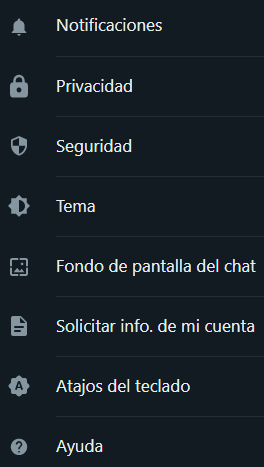 Notificaciones
Privacidad
Seguridad
Tema
Fondo de pantalla del chat
Solicitar info. de mi cuenta
Atajos del teclado
Ayuda